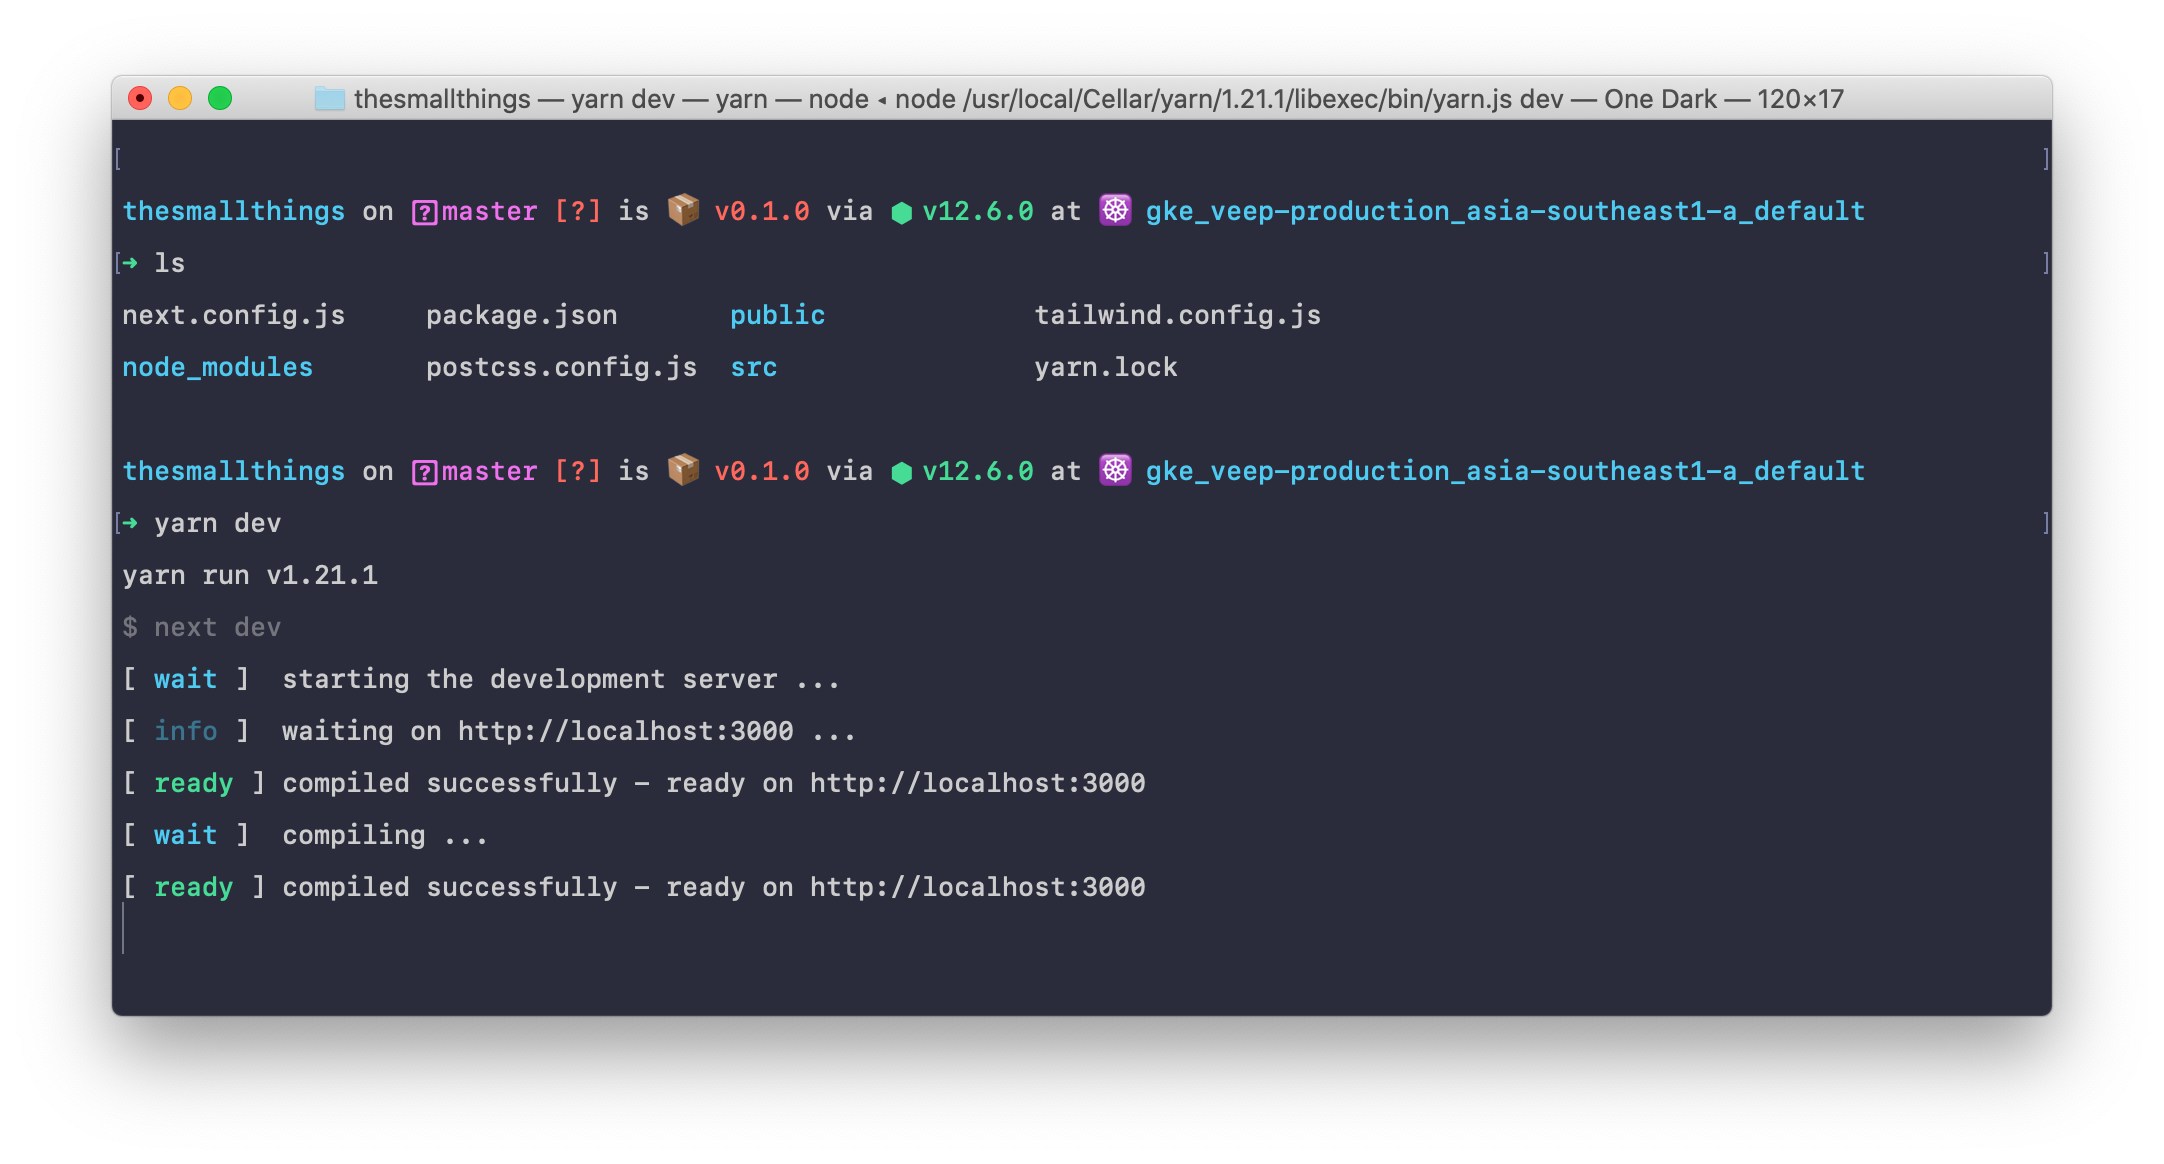 thesmallthings — yarn dev — yarn — node ◂ node /usr/local/Cellar/yarn/1.21.1/libexec/bin/yarn.js dev — One Dark — 120×17
[ ]
thesmallthings on [?]master [?] is 📦 v0.1.0 via ⬢ v12.6.0 at ☸️ gke_veep-production_asia-southeast1-a_default
[➜ ls ]
next.config.js package.json public tailwind.config.js
node_modules postcss.config.js src yarn.lock
thesmallthings on [?]master [?] is 📦 v0.1.0 via ⬢ v12.6.0 at ☸️ gke_veep-production_asia-southeast1-a_default
[➜ yarn dev ]
yarn run v1.21.1
$ next dev
[ wait ]  starting the development server ...
[ info ]  waiting on http://localhost:3000 ...
[ ready ] compiled successfully - ready on http://localhost:3000
[ wait ]  compiling ...
[ ready ] compiled successfully - ready on http://localhost:3000